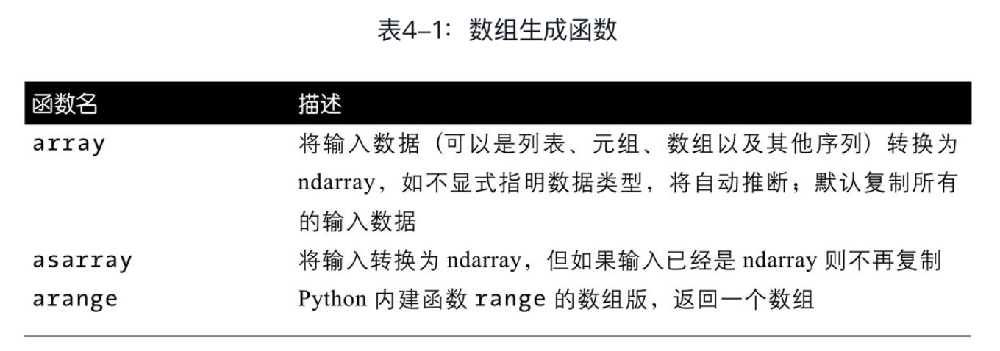 表4–1：数组生成函数
函数名 描述
array 将输入数据（可以是列表、元组、数组以及其他序列）转换为
ndarray，如不显式指明数据类型，将自动推断；默认复制所有
的输入数据
asarray 将输入转换为 ndarray，但如果输入已经是 ndarray 则不再复制
arange Python 内建函数 range 的数组版，返回一个数组